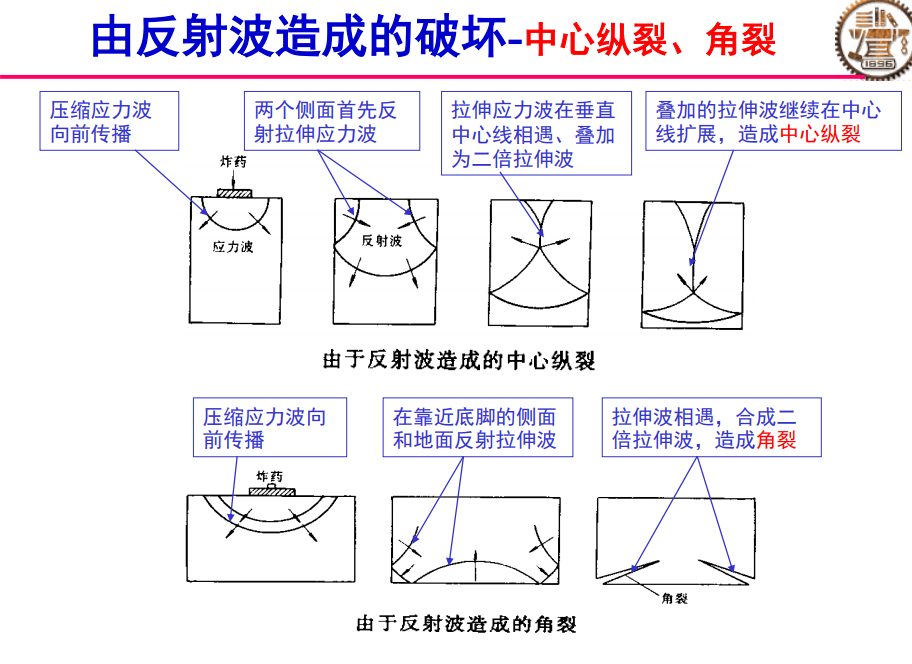 由反射波造成的破坏-中心纵裂、角裂
1896
压缩应力波
向前传播
两个侧面首先反
射拉伸应力波
拉伸应力波在垂直
中心线相遇、叠加
为二倍拉伸波
叠加的拉伸波继续在中心
线扩展，造成中心纵裂
炸药
应力波
反射波
由于反射波造成的中心纵裂
压缩应力波向
前传播
在靠近底脚的侧面
和地面反射拉伸波
拉伸波相遇，合成二
倍拉伸波，造成角裂
炸药
角裂
由于反射波造成的角裂